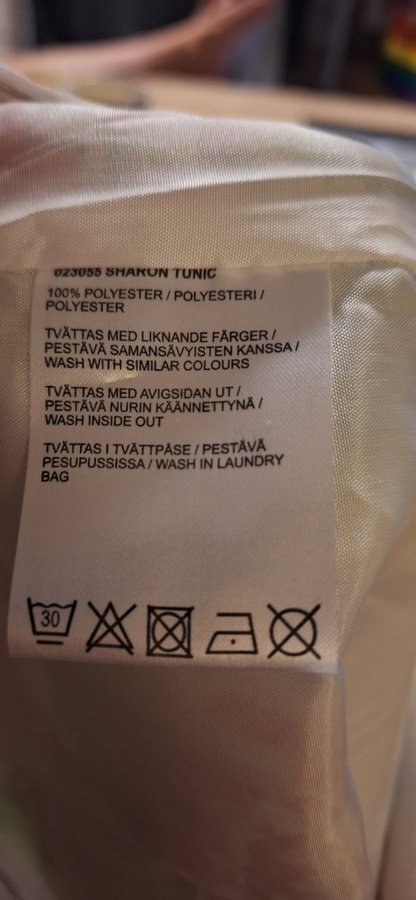 023055 SHARON TUNIC
100% POLYESTER / POLYESTERI /
POLYESTER
TVÄTTAS MED LIKNANDE FÄRGER /
PESTÄVÄ SAMANSÄVYISTEN KANSSA /
WASH WITH SIMILAR COLOURS
TVÄTTAS MED AVIGSIDAN UT /
PESTÄVÄ NURIN KÄÄNNETTYNÄ /
WASH INSIDE OUT
TVÄTTAS I TVÄTTPÅSE / PESTÄVÄ
PESUPUSSISSA / WASH IN LAUNDRY
BAG
30